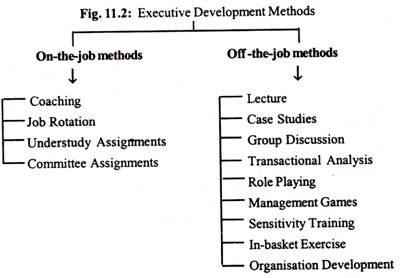 Fig. 11.2: Executive Development Methods
On-the-job methods
Coaching
Job Rotation
Understudy Assignments
Committee Assignments
Off-the-job methods
Lecture
Case Studies
Group Discussion
Transactional Analysis
Role Playing
Management Games
Sensitivity Training
In-basket Exercise
Organisation Development